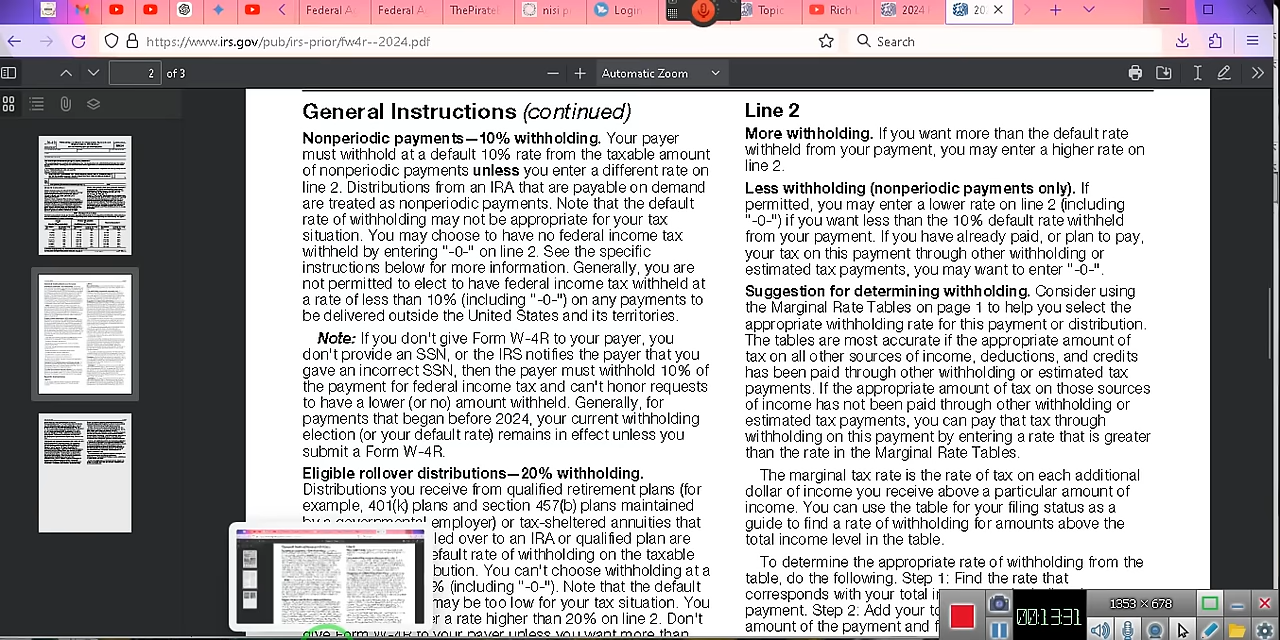 Federal A
Federal A
ThePirate
nisi p
Login
Topic
Rich
2024
20
https://www.irs.gov/pub/irs-prior/fw4r--2024.pdf
Search
2 of 3
Automatic Zoom
General Instructions (continued)
Nonperiodic payments—10% withholding. Your payer
must withhold at a default 10% rate from the taxable amount
of nonperiodic payments unless you enter a different rate on
line 2. Distributions from an IRA that are payable on demand
are treated as nonperiodic payments. Note that the default
rate of withholding may not be appropriate for your tax
situation. You may choose to have no federal income tax
withheld by entering "-0-" on line 2. See the specific
instructions below for more information. Generally, you are
not permitted to elect to have federal income tax withheld at
a rate of less than 10% (including "-0-") on any payments to
be delivered outside the United States and its territories.
Note: If you don't give Form W-4R to your payer, you
don't provide an SSN, or the IRS notifies the payer that you
gave an incorrect SSN, then the payer must withhold 10% of
the payment for federal income tax and can't honor requests
to have a lower (or no) amount withheld. Generally, for
payments that began before 2024, your current withholding
election (or your default rate) remains in effect unless you
submit a Form W-4R.
Eligible rollover distributions—20% withholding.
Distributions you receive from qualified retirement plans (for
example, 401(k) plans and section 457(b) plans maintained
by a governmental employer) or tax-sheltered annuities that
led over to an IRA or qualified plan are
efault rate of withholding on the taxable
bution. You can't choose withholding at a
% (including "-0-"). Note that the default
may be too low for your tax situation. You
r a rate higher than 20% on line 2. Don't
give Form W-4R to your payer unless you want more than
Line 2
More withholding. If you want more than the default rate
withheld from your payment, you may enter a higher rate on
line 2.
Less withholding (nonperiodic payments only). If
permitted, you may enter a lower rate on line 2 (including
"-0-") if you want less than the 10% default rate withheld
from your payment. If you have already paid, or plan to pay,
your tax on this payment through other withholding or
estimated tax payments, you may want to enter "-0-".
Suggestion for determining withholding. Consider using
the Marginal Rate Tables on page 1 to help you select the
appropriate withholding rate for this payment or distribution.
The tables are most accurate if the appropriate amount of
tax on all other sources of income, deductions, and credits
has been paid through other withholding or estimated tax
payments. If the appropriate amount of tax on those sources
of income has not been paid through other withholding or
estimated tax payments, you can pay that tax through
withholding on this payment by entering a rate that is greater
than the rate in the Marginal Rate Tables.
The marginal tax rate is the rate of tax on each additional
dollar of income you receive above a particular amount of
income. You can use the table for your filing status as a
guide to find a rate of withholding for amounts above the
total income level in the table.
To determine the appropriate rate of withholding from the
table, do the following. Step 1: Find the rate that
corresponds with your total in
payments. Step 2: Add your to
amount of the payment and f
1353 × 678
00:13:31